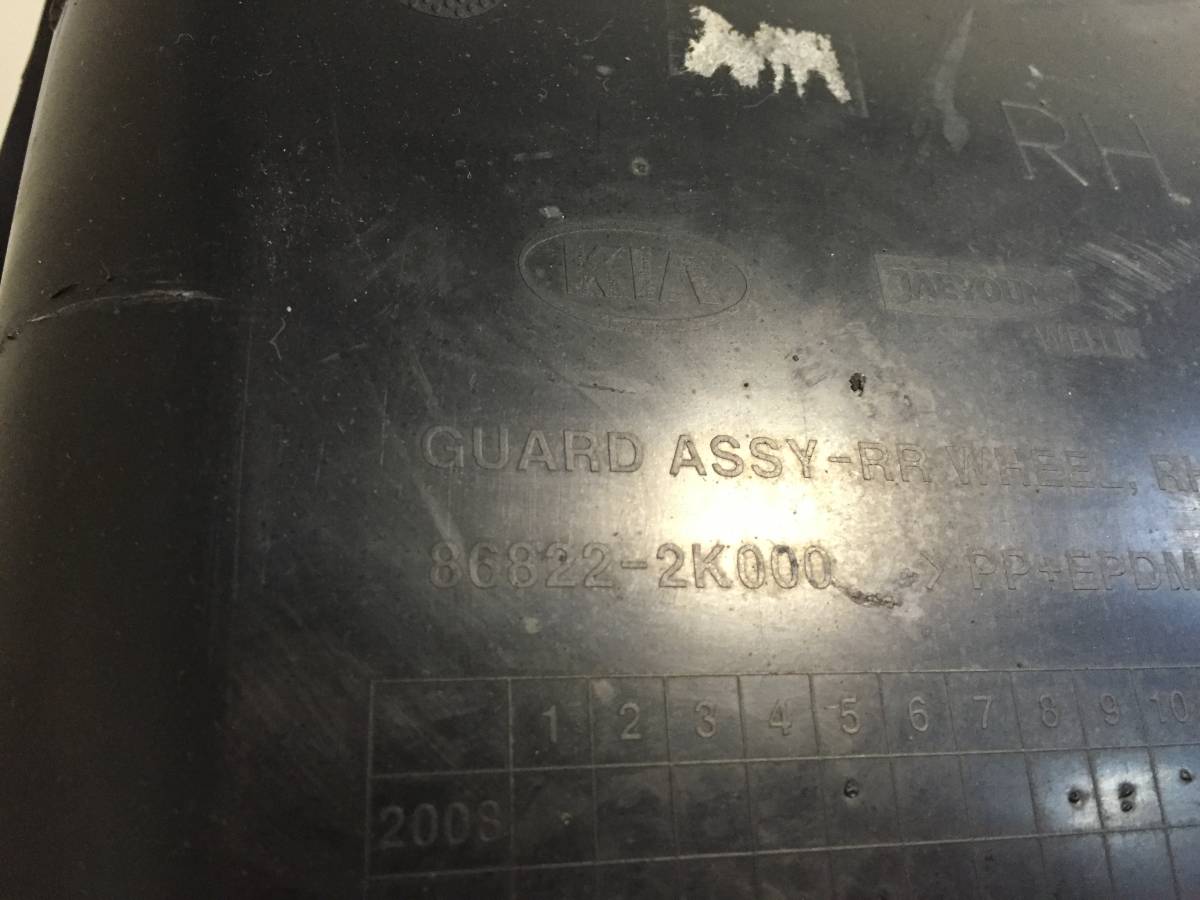 RH
KIA
JAEYOUNG
GUARD ASSY-RR WHEEL, RH
86822-2K000 > PP+EPDM
1 2 3 4 5 6 7 8 9 10
2008